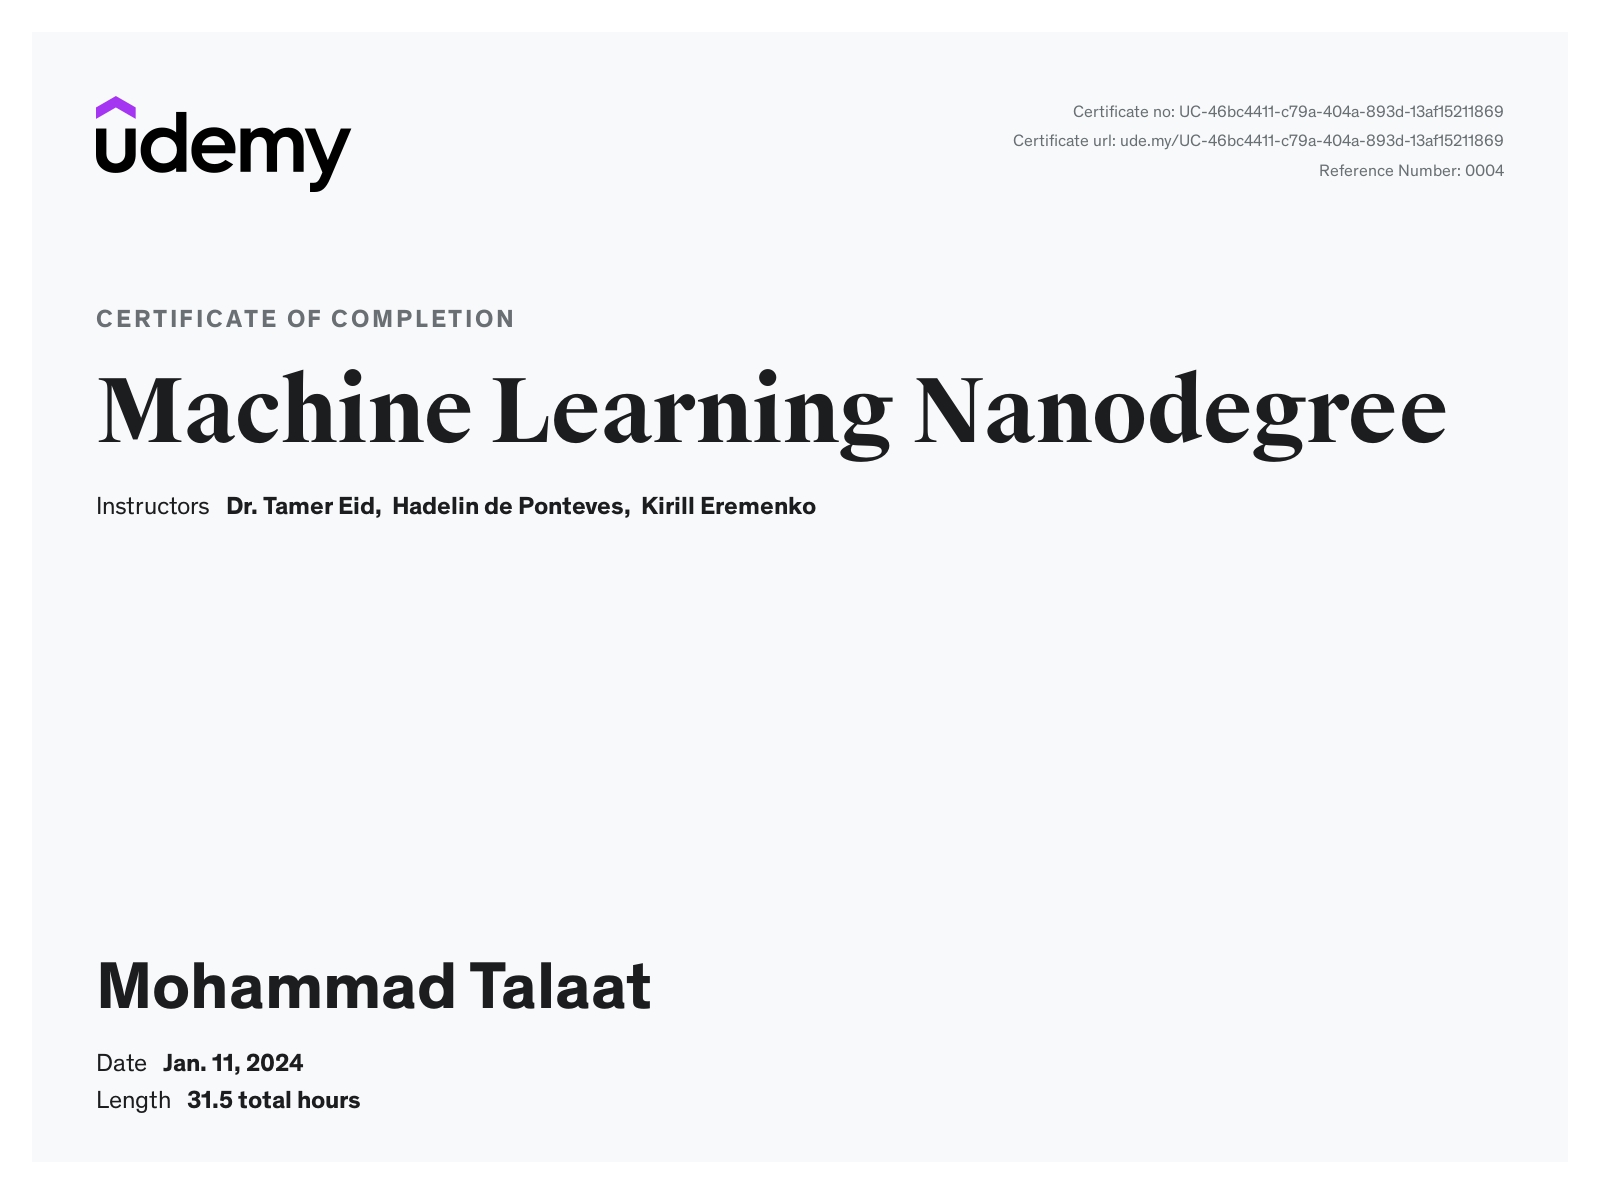 udemy
Certificate no: UC-46bc4411-c79a-404a-893d-13af15211869
Certificate url: ude.my/UC-46bc4411-c79a-404a-893d-13af15211869
Reference Number: 0004
CERTIFICATE OF COMPLETION
Machine Learning Nanodegree
Instructors Dr. Tamer Eid, Hadelin de Ponteves, Kirill Eremenko
Mohammad Talaat
Date Jan. 11, 2024
Length 31.5 total hours